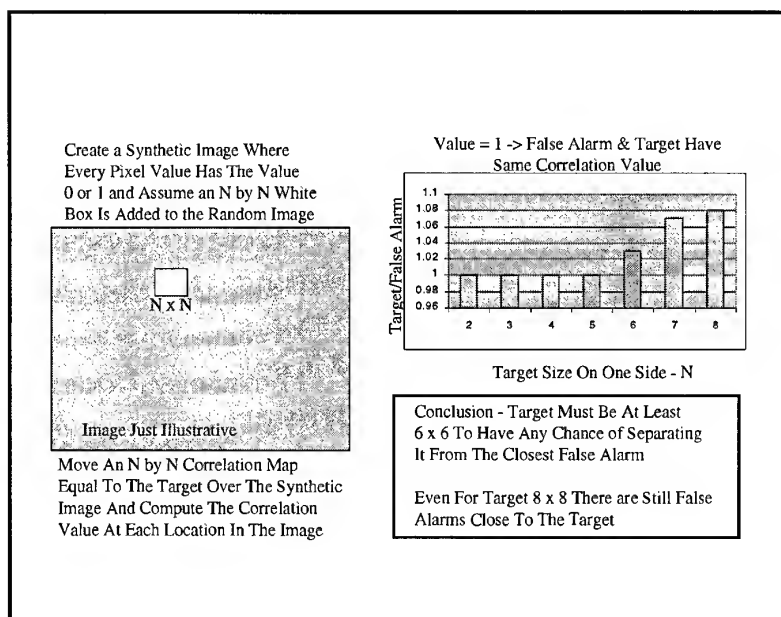 Create a Synthetic Image Where
Every Pixel Value Has The Value
0 or 1 and Assume an N by N White
Box Is Added to the Random Image
N x N
Image Just Illustrative
Move An N by N Correlation Map
Equal To The Target Over The Synthetic
Image And Compute The Correlation
Value At Each Location In The Image
Value = 1 -> False Alarm & Target Have
Same Correlation Value
Target/False Alarm
1.1
1.08
1.06
1.04
1.02
1
0.98
0.96
2 3 4 5 6 7 8
Target Size On One Side - N
Conclusion - Target Must Be At Least
6 x 6 To Have Any Chance of Separating
It From The Closest False Alarm
Even For Target 8 x 8 There are Still False
Alarms Close To The Target